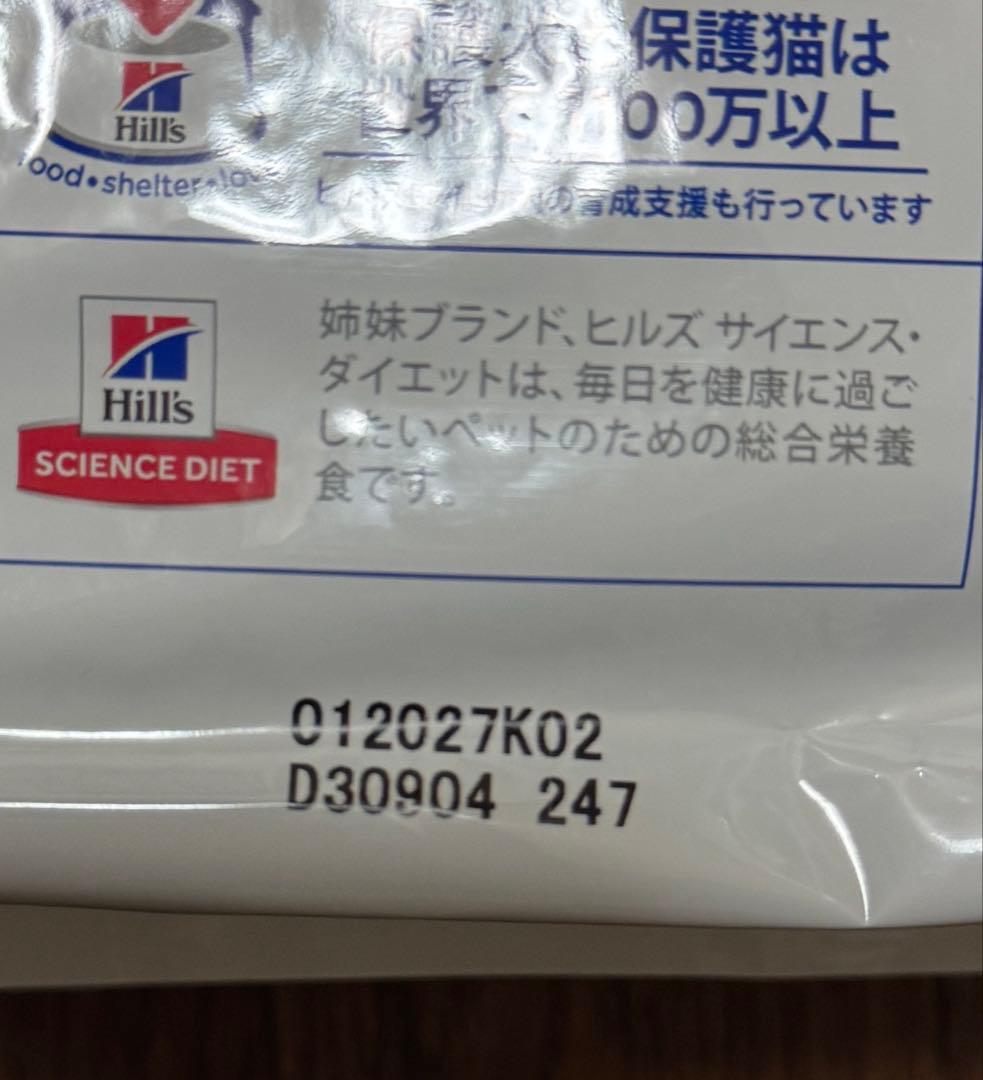 Hill's
food•shelter•lo
保護猫は
00万以上
育成支援も行っています
Hill's
SCIENCE DIET
姉妹ブランド、ヒルズ サイエンス・
ダイエットは、毎日を健康に過ご
したいペットのための総合栄養
食です。
012027K02
D30904 247